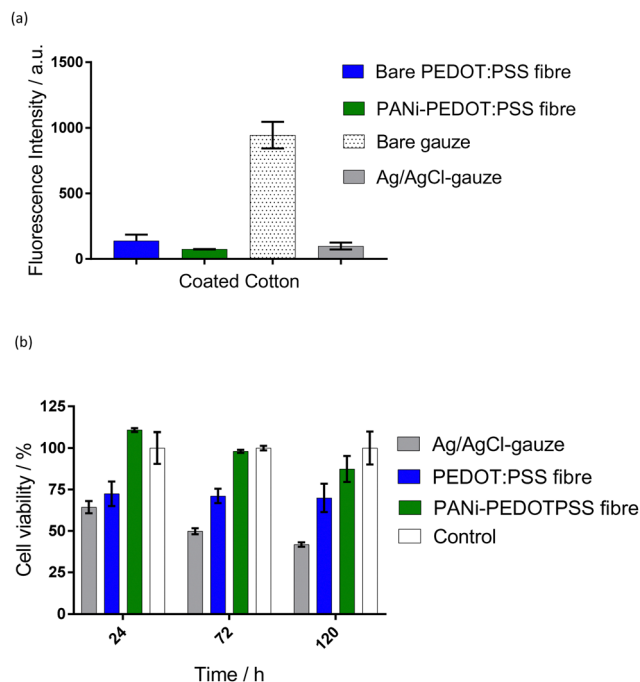 (a)
Fluorescence Intensity / a.u.
1500
1000
500
0
Coated Cotton
Bare PEDOT:PSS fibre
PANi-PEDOT:PSS fibre
Bare gauze
Ag/AgCl-gauze
(b)
Cell viability / %
125
100
75
50
25
0
24
72
120
Time / h
Ag/AgCl-gauze
PEDOT:PSS fibre
PANi-PEDOTPSS fibre
Control